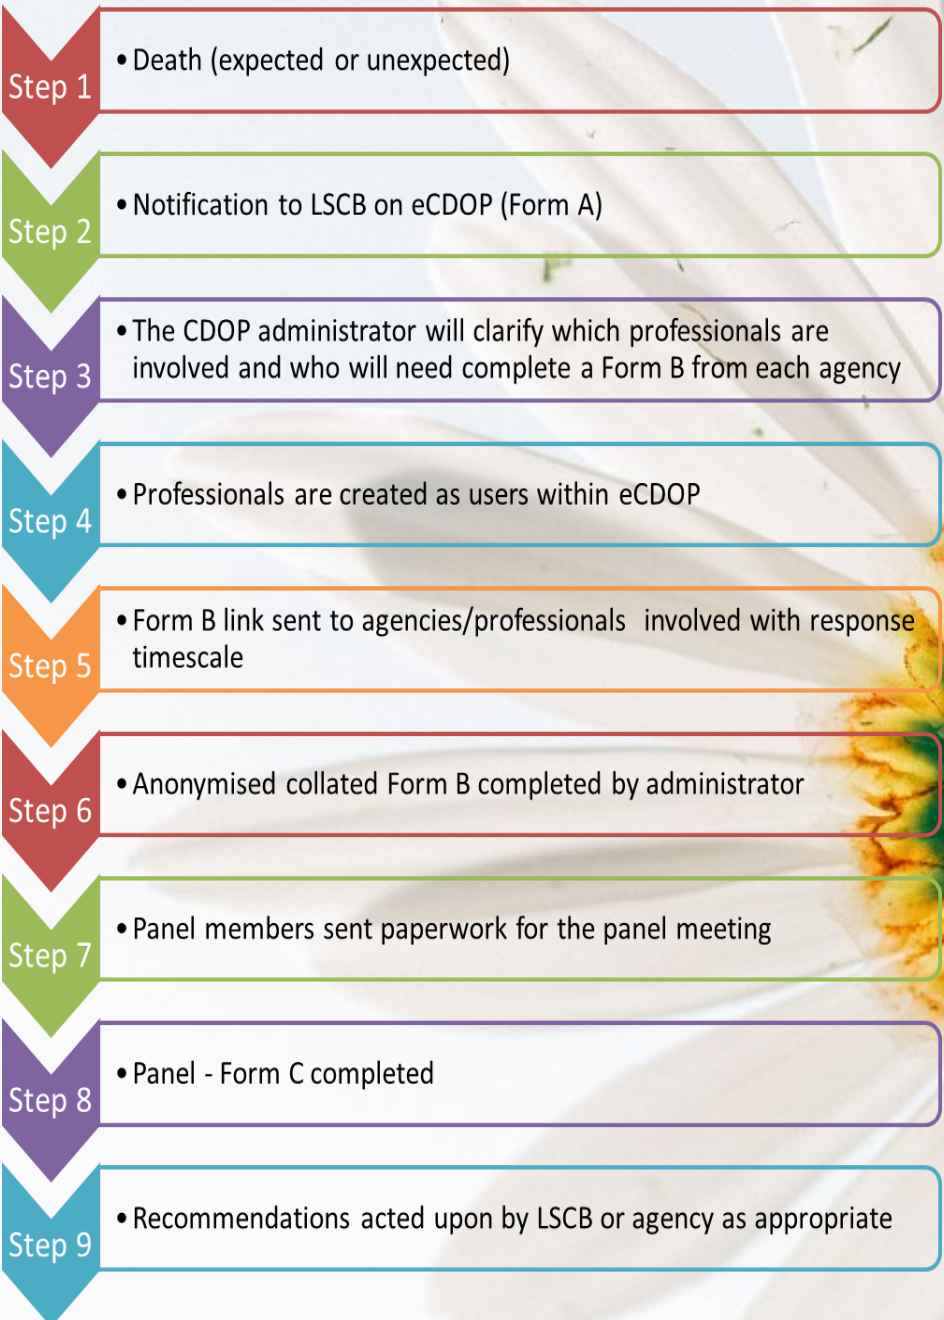 Step 1
• Death (expected or unexpected)
Step 2
• Notification to LSCB on eCDOP (Form A)
Step 3
• The CDOP administrator will clarify which professionals are
involved and who will need complete a Form B from each agency
Step 4
• Professionals are created as users within eCDOP
Step 5
• Form B link sent to agencies/professionals involved with response
timescale
Step 6
• Anonymised collated Form B completed by administrator
Step 7
• Panel members sent paperwork for the panel meeting
Step 8
• Panel - Form C completed
Step 9
• Recommendations acted upon by LSCB or agency as appropriate